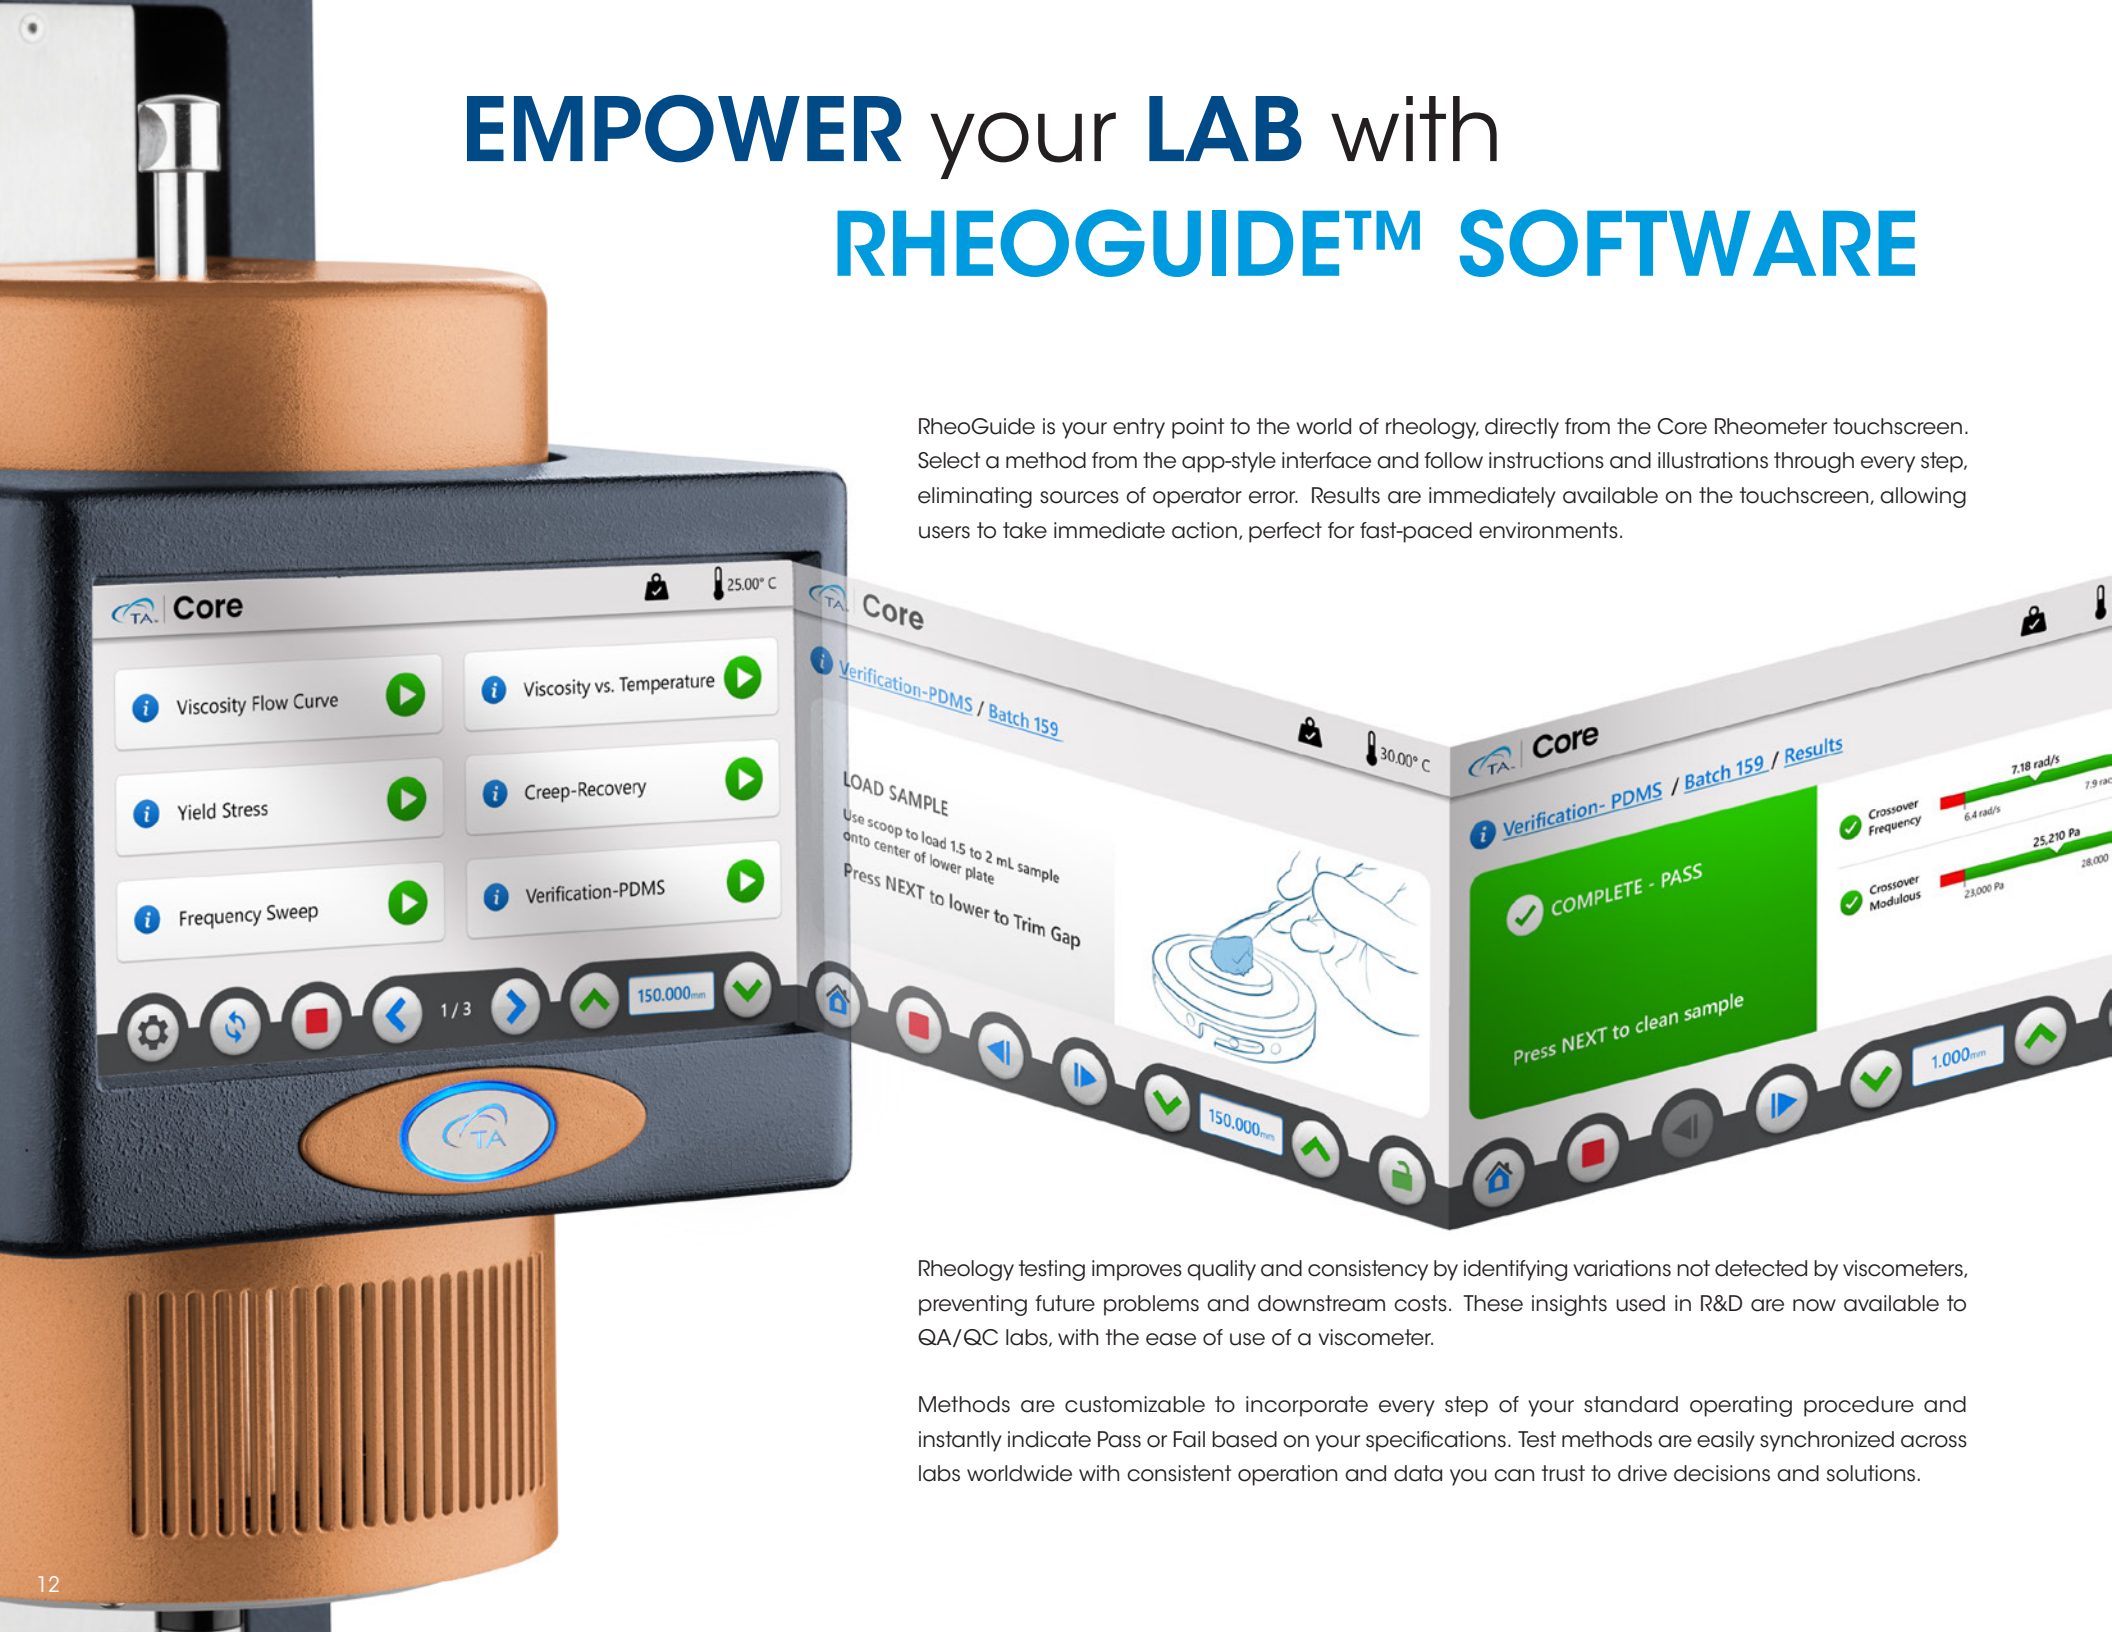 EMPOWER your LAB with
RHEOGUIDE™ SOFTWARE
RheoGuide is your entry point to the world of rheology, directly from the Core Rheometer touchscreen.
Select a method from the app-style interface and follow instructions and illustrations through every step,
eliminating sources of operator error. Results are immediately available on the touchscreen, allowing
users to take immediate action, perfect for fast-paced environments.
TA
Core
25.00° C
Viscosity Flow Curve
Viscosity vs. Temperature
Yield Stress
Creep-Recovery
Frequency Sweep
Verification-PDMS
1 / 3
150.000mm
TA
TA
Core
30.00° C
Verification-PDMS / Batch 159
LOAD SAMPLE
Use scoop to load 1.5 to 2 mL sample
onto center of lower plate
Press NEXT to lower to Trim Gap
150.000mm
TA
Core
Verification- PDMS / Batch 159 / Results
COMPLETE - PASS
Press NEXT to clean sample
Crossover
Frequency
7.18 rad/s
6.4 rad/s
7.9 rad
Crossover
Modulous
25,210 Pa
23,000 Pa
28,000
1.000mm
Rheology testing improves quality and consistency by identifying variations not detected by viscometers,
preventing future problems and downstream costs. These insights used in R&D are now available to
QA/QC labs, with the ease of use of a viscometer.
Methods are customizable to incorporate every step of your standard operating procedure and
instantly indicate Pass or Fail based on your specifications. Test methods are easily synchronized across
labs worldwide with consistent operation and data you can trust to drive decisions and solutions.
12